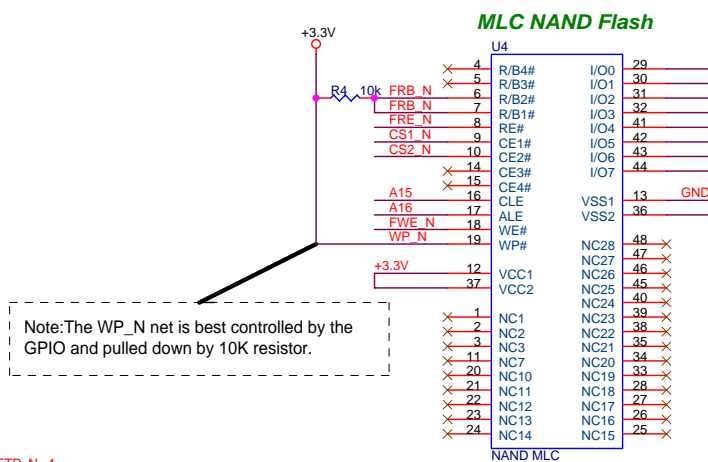 MLC NAND Flash
+3.3V
U4
4 R/B4# I/O0 29
5 R/B3# I/O1 30
R4 10k FRB_N 6 R/B2# I/O2 31
FRB_N 7 R/B1# I/O3 32
FRE_N 8 RE# I/O4 41
CS1_N 9 CE1# I/O5 42
CS2_N 10 CE2# I/O6 43
14 CE3# I/O7 44
15 CE4#
A15 16 CLE VSS1 13 GND
A16 17 ALE VSS2 36
FWE_N 18 WE#
WP_N 19 WP# NC28 48
NC27 47
+3.3V 12 VCC1 NC26 46
37 VCC2 NC25 45
NC24 40
1 NC1 NC23 39
2 NC2 NC22 38
3 NC3 NC21 35
11 NC7 NC20 34
20 NC10 NC19 33
21 NC11 NC18 28
22 NC12 NC17 27
23 NC13 NC16 26
24 NC14 NC15 25
NAND MLC
Note:The WP_N net is best controlled by the
GPIO and pulled down by 10K resistor.